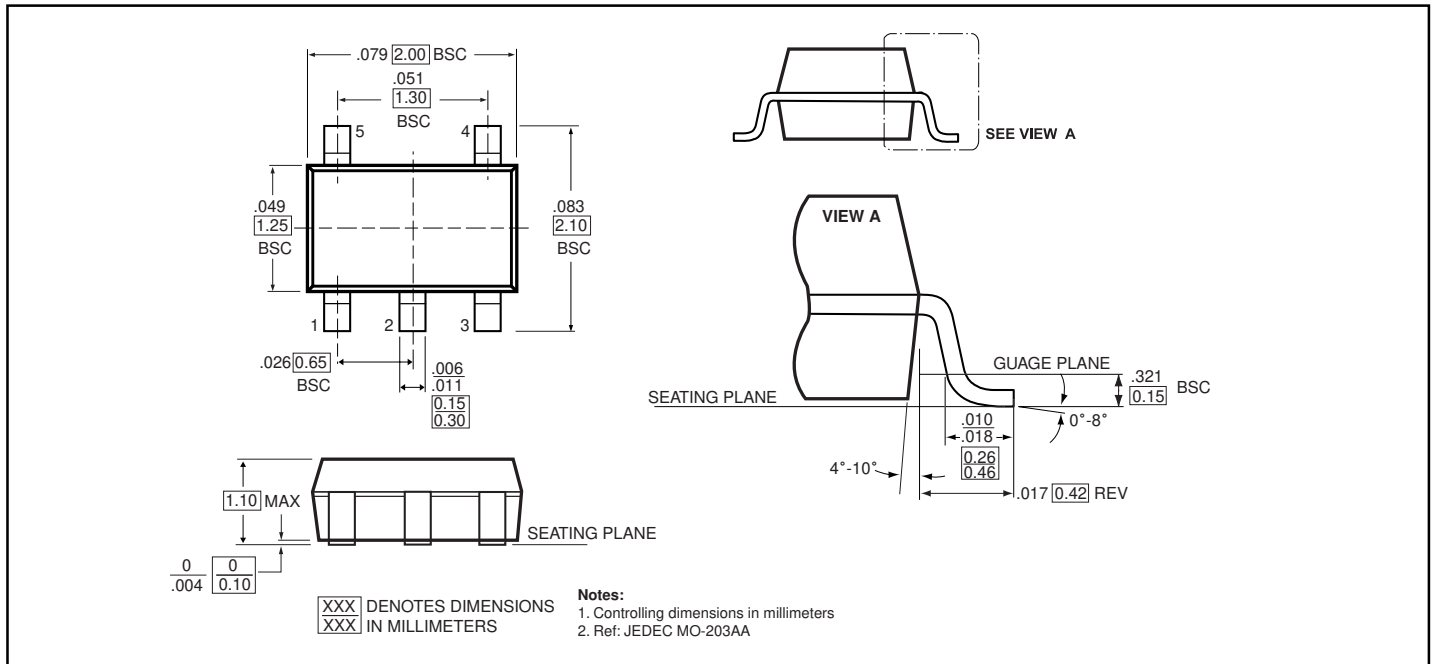 .079 2.00 BSC
.051
1.30
BSC
5
4
SEE VIEW A
.049
1.25
BSC
.083
2.10
BSC
VIEW A
1
2
3
.026 0.65
BSC
.006
.011
0.15
0.30
GUAGE PLANE
.321
0.15
BSC
SEATING PLANE
0°-8°
.010
.018
0.26
0.46
4°-10°
.017 0.42 REV
1.10 MAX
SEATING PLANE
0
.004
0
0.10
XXX DENOTES DIMENSIONS
XXX IN MILLIMETERS
Notes:
1. Controlling dimensions in millimeters
2. Ref: JEDEC MO-203AA